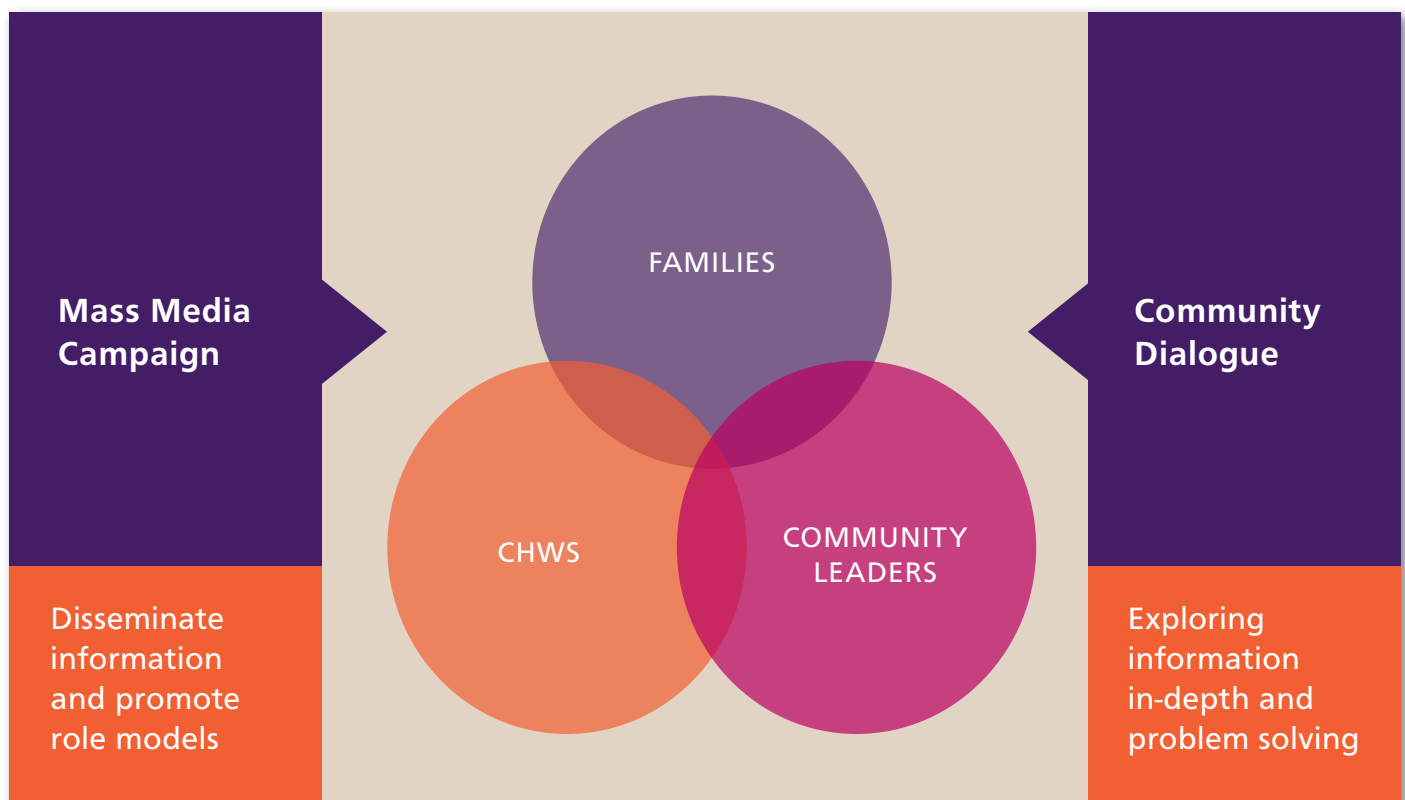 Mass Media
Campaign
Disseminate
information
and promote
role models
FAMILIES
CHWS
COMMUNITY
LEADERS
Community
Dialogue
Exploring
information
in-depth and
problem solving